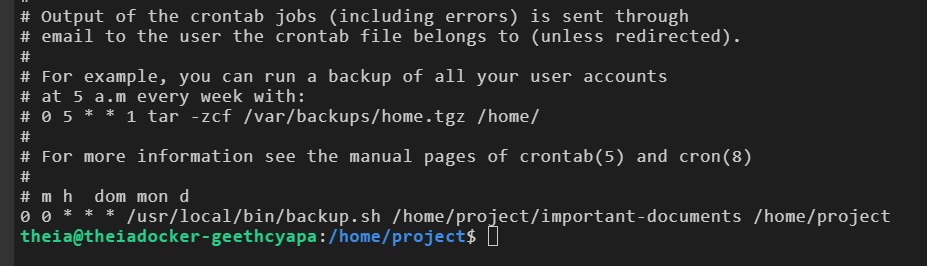 #
# Output of the crontab jobs (including errors) is sent through
# email to the user the crontab file belongs to (unless redirected).
#
# For example, you can run a backup of all your user accounts
# at 5 a.m every week with:
# 0 5 * * 1 tar -zcf /var/backups/home.tgz /home/
#
# For more information see the manual pages of crontab(5) and cron(8)
#
# m h  dom mon d
0 0 * * * /usr/local/bin/backup.sh /home/project/important-documents /home/project
theia@theiadocker-geethcyapa:/home/project$